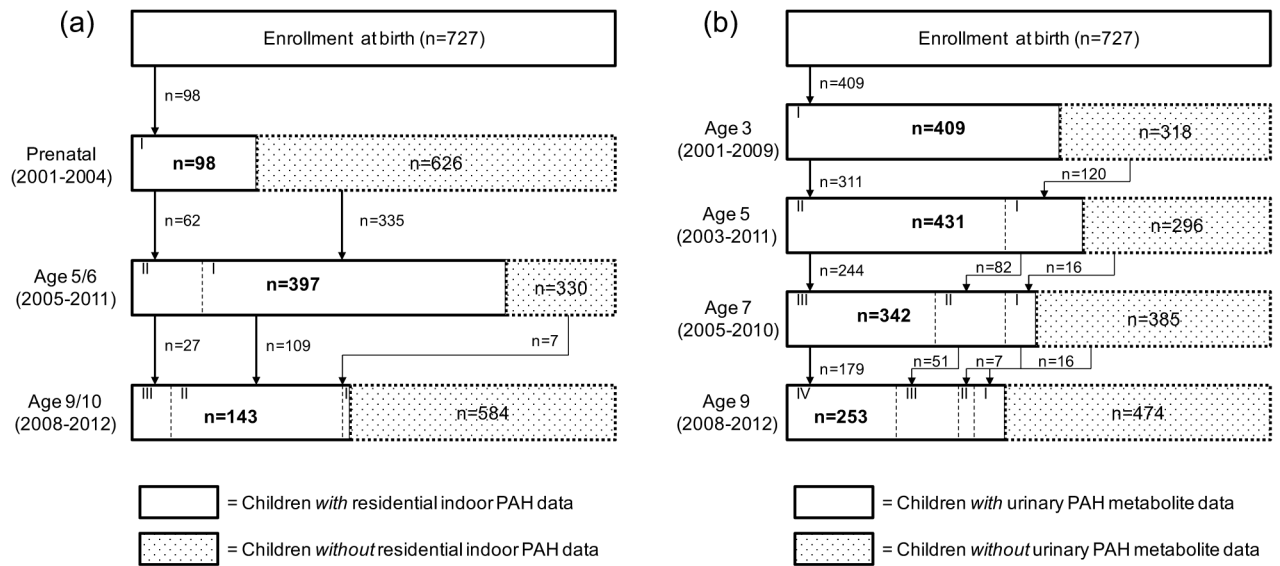 (a)
Enrollment at birth (n=727)
n=98
Prenatal
(2001-2004)
I
n=98
n=626
n=62
n=335
Age 5/6
(2005-2011)
II
I
n=397
n=330
n=27
n=109
n=7
Age 9/10
(2008-2012)
III
II
I
n=143
n=584
= Children with residential indoor PAH data
= Children without residential indoor PAH data
(b)
Enrollment at birth (n=727)
n=409
Age 3
(2001-2009)
I
n=409
n=318
n=311
n=120
Age 5
(2003-2011)
II
I
n=431
n=296
n=244
n=82
n=16
Age 7
(2005-2010)
III
II
I
n=342
n=385
n=179
n=51
n=7
n=16
Age 9
(2008-2012)
IV
III
II
I
n=253
n=474
= Children with urinary PAH metabolite data
= Children without urinary PAH metabolite data